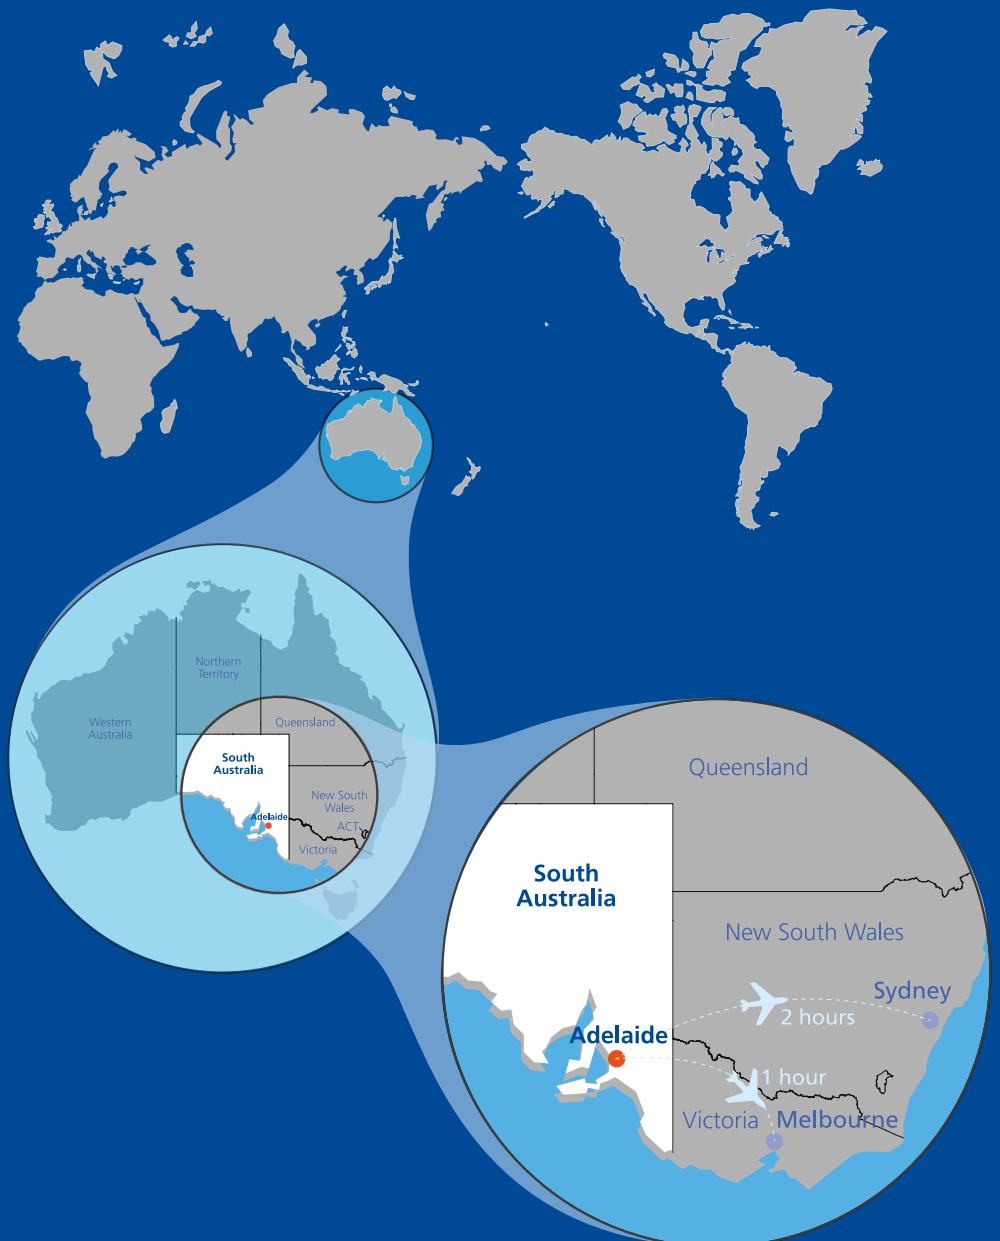 Northern
Territory
Western
Australia
Queensland
South
Australia
New South
Wales
Adelaide
ACT
Victoria
Queensland
South
Australia
New South Wales
Sydney
2 hours
Adelaide
1 hour
Victoria
Melbourne